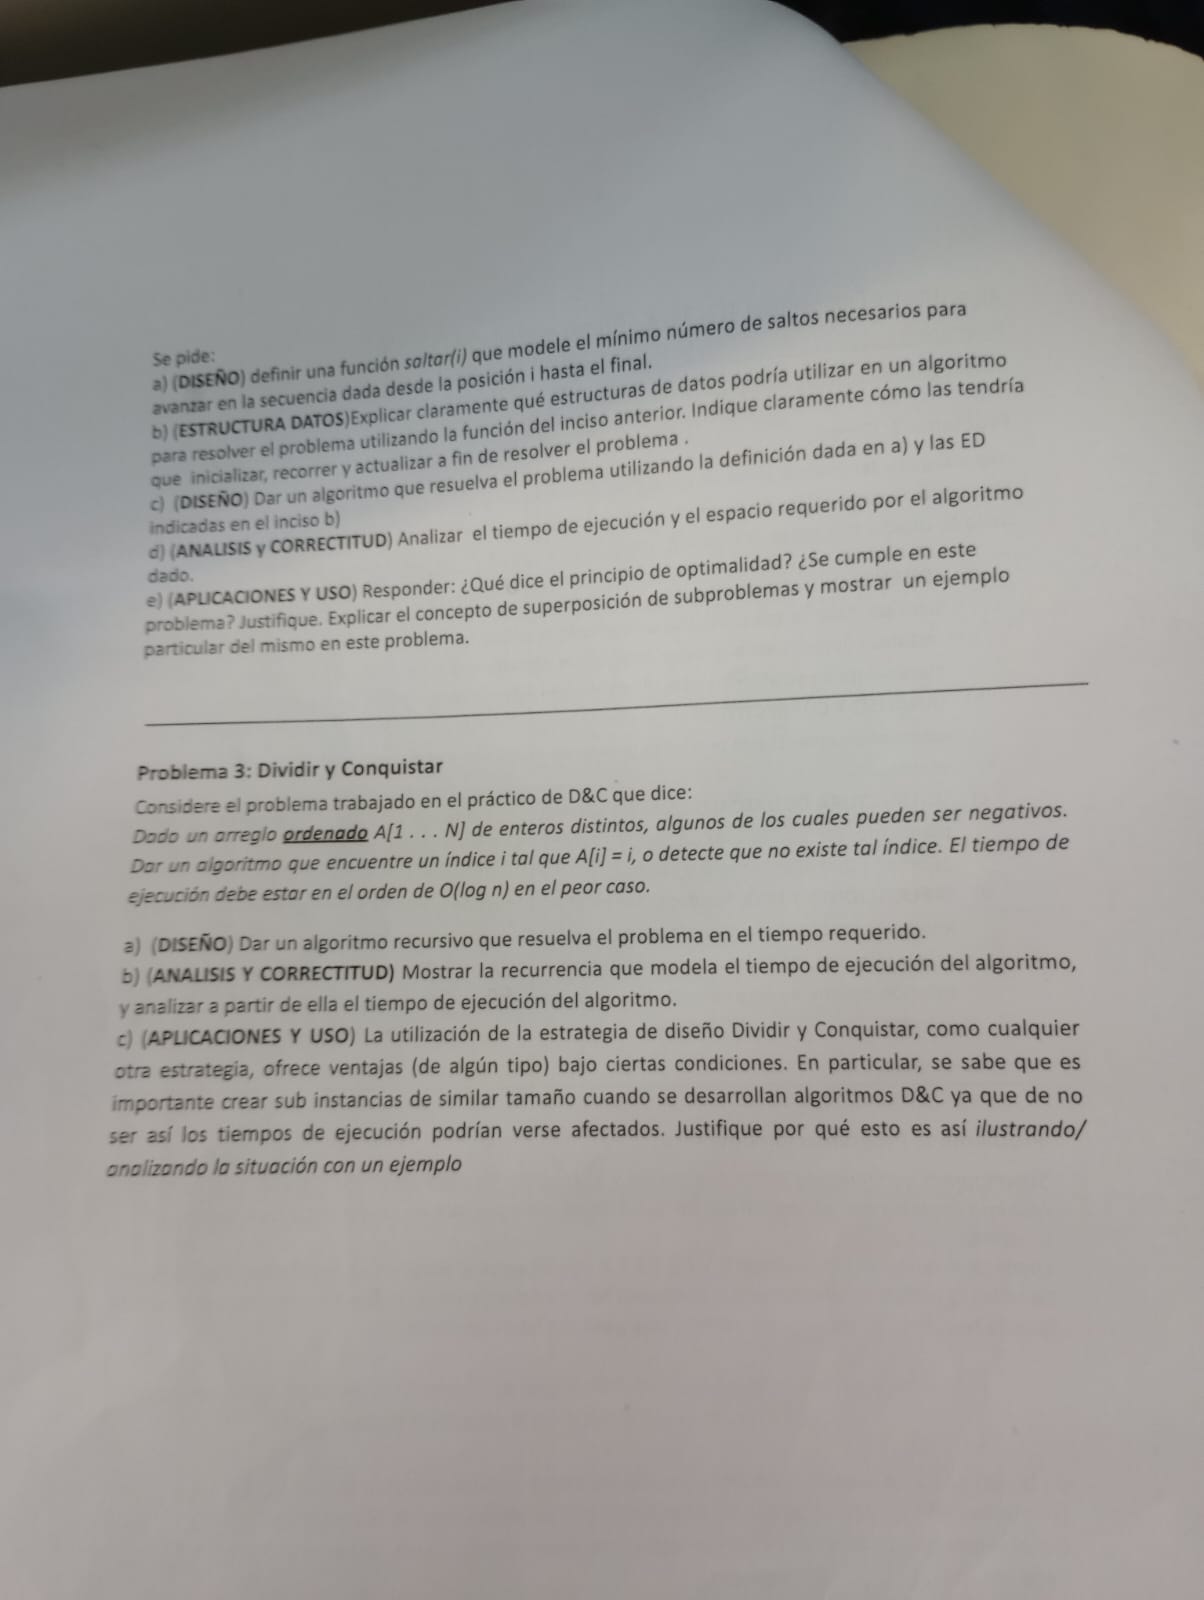 Se pide:
a) (DISEÑO) definir una función saltar(i) que modele el mínimo número de saltos necesarios para
avanzar en la secuencia dada desde la posición i hasta el final.
b) (ESTRUCTURA DATOS)Explicar claramente qué estructuras de datos podría utilizar en un algoritmo
para resolver el problema utilizando la función del inciso anterior. Indique claramente cómo las tendría
que inicializar, recorrer y actualizar a fin de resolver el problema .
c) (DISEÑO) Dar un algoritmo que resuelva el problema utilizando la definición dada en a) y las ED
indicadas en el inciso b)
d) (ANALISIS y CORRECTITUD) Analizar el tiempo de ejecución y el espacio requerido por el algoritmo
dado.
e) (APLICACIONES Y USO) Responder: ¿Qué dice el principio de optimalidad? ¿Se cumple en este
problema? Justifique. Explicar el concepto de superposición de subproblemas y mostrar un ejemplo
particular del mismo en este problema.
Problema 3: Dividir y Conquistar
Considere el problema trabajado en el práctico de D&C que dice:
Dado un arreglo ordenado A[1 . . . N] de enteros distintos, algunos de los cuales pueden ser negativos.
Dar un algoritmo que encuentre un índice i tal que A[i] = i, o detecte que no existe tal índice. El tiempo de
ejecución debe estar en el orden de O(log n) en el peor caso.
a) (DISEÑO) Dar un algoritmo recursivo que resuelva el problema en el tiempo requerido.
b) (ANALISIS Y CORRECTITUD) Mostrar la recurrencia que modela el tiempo de ejecución del algoritmo,
y analizar a partir de ella el tiempo de ejecución del algoritmo.
c) (APLICACIONES Y USO) La utilización de la estrategia de diseño Dividir y Conquistar, como cualquier
otra estrategia, ofrece ventajas (de algún tipo) bajo ciertas condiciones. En particular, se sabe que es
importante crear sub instancias de similar tamaño cuando se desarrollan algoritmos D&C ya que de no
ser así los tiempos de ejecución podrían verse afectados. Justifique por qué esto es así ilustrando/
analizando la situación con un ejemplo